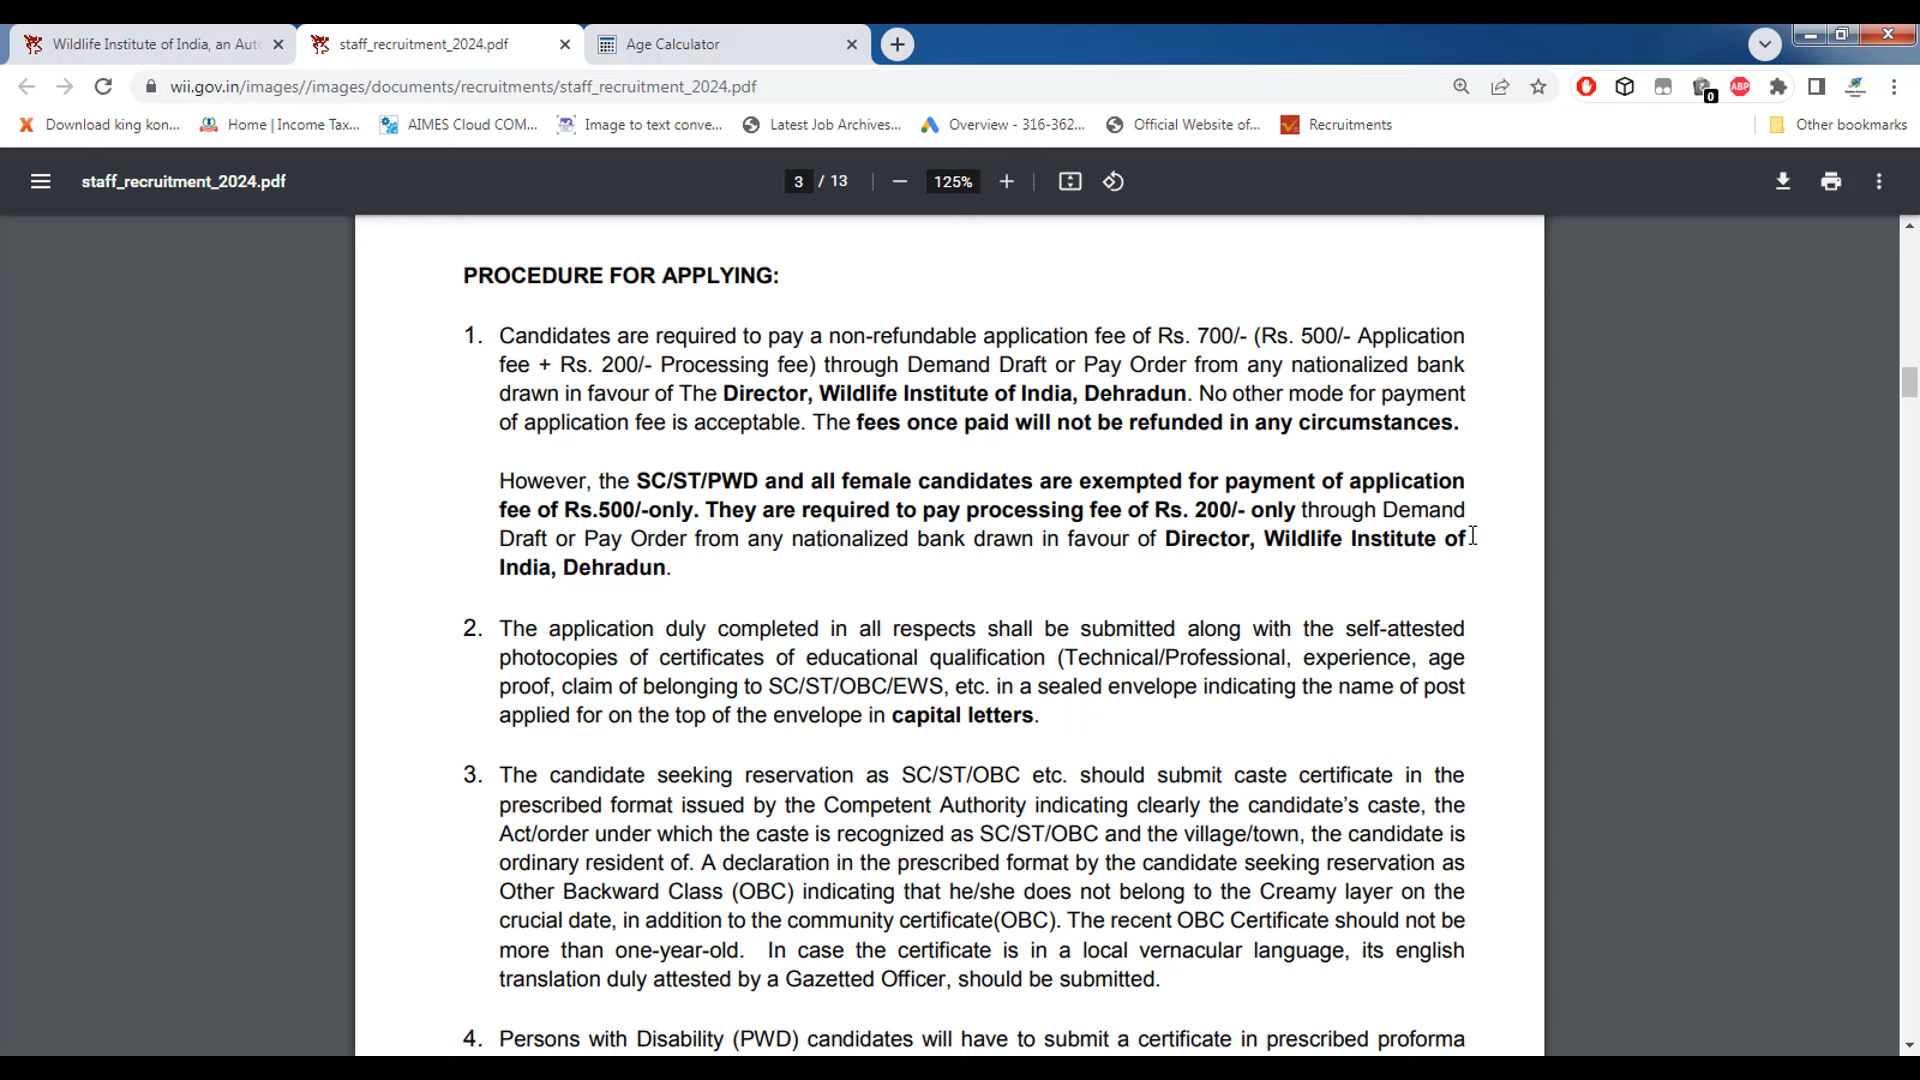 Wildlife Institute of India, an Aut
staff_recruitment_2024.pdf
Age Calculator
wii.gov.in/images//images/documents/recruitments/staff_recruitment_2024.pdf
0
ABP
Download king kon...
Home | Income Tax...
AIMES Cloud COM...
Image to text conve...
Latest Job Archives...
Overview - 316-362...
Official Website of...
Recruitments
Other bookmarks
staff_recruitment_2024.pdf
3 / 13
125%
PROCEDURE FOR APPLYING:
1. Candidates are required to pay a non-refundable application fee of Rs. 700/- (Rs. 500/- Application
fee + Rs. 200/- Processing fee) through Demand Draft or Pay Order from any nationalized bank
drawn in favour of The Director, Wildlife Institute of India, Dehradun. No other mode for payment
of application fee is acceptable. The fees once paid will not be refunded in any circumstances.
However, the SC/ST/PWD and all female candidates are exempted for payment of application
fee of Rs.500/-only. They are required to pay processing fee of Rs. 200/- only through Demand
Draft or Pay Order from any nationalized bank drawn in favour of Director, Wildlife Institute of
India, Dehradun.
2. The application duly completed in all respects shall be submitted along with the self-attested
photocopies of certificates of educational qualification (Technical/Professional, experience, age
proof, claim of belonging to SC/ST/OBC/EWS, etc. in a sealed envelope indicating the name of post
applied for on the top of the envelope in capital letters.
3. The candidate seeking reservation as SC/ST/OBC etc. should submit caste certificate in the
prescribed format issued by the Competent Authority indicating clearly the candidate's caste, the
Act/order under which the caste is recognized as SC/ST/OBC and the village/town, the candidate is
ordinary resident of. A declaration in the prescribed format by the candidate seeking reservation as
Other Backward Class (OBC) indicating that he/she does not belong to the Creamy layer on the
crucial date, in addition to the community certificate(OBC). The recent OBC Certificate should not be
more than one-year-old. In case the certificate is in a local vernacular language, its english
translation duly attested by a Gazetted Officer, should be submitted.
4. Persons with Disability (PWD) candidates will have to submit a certificate in prescribed proforma